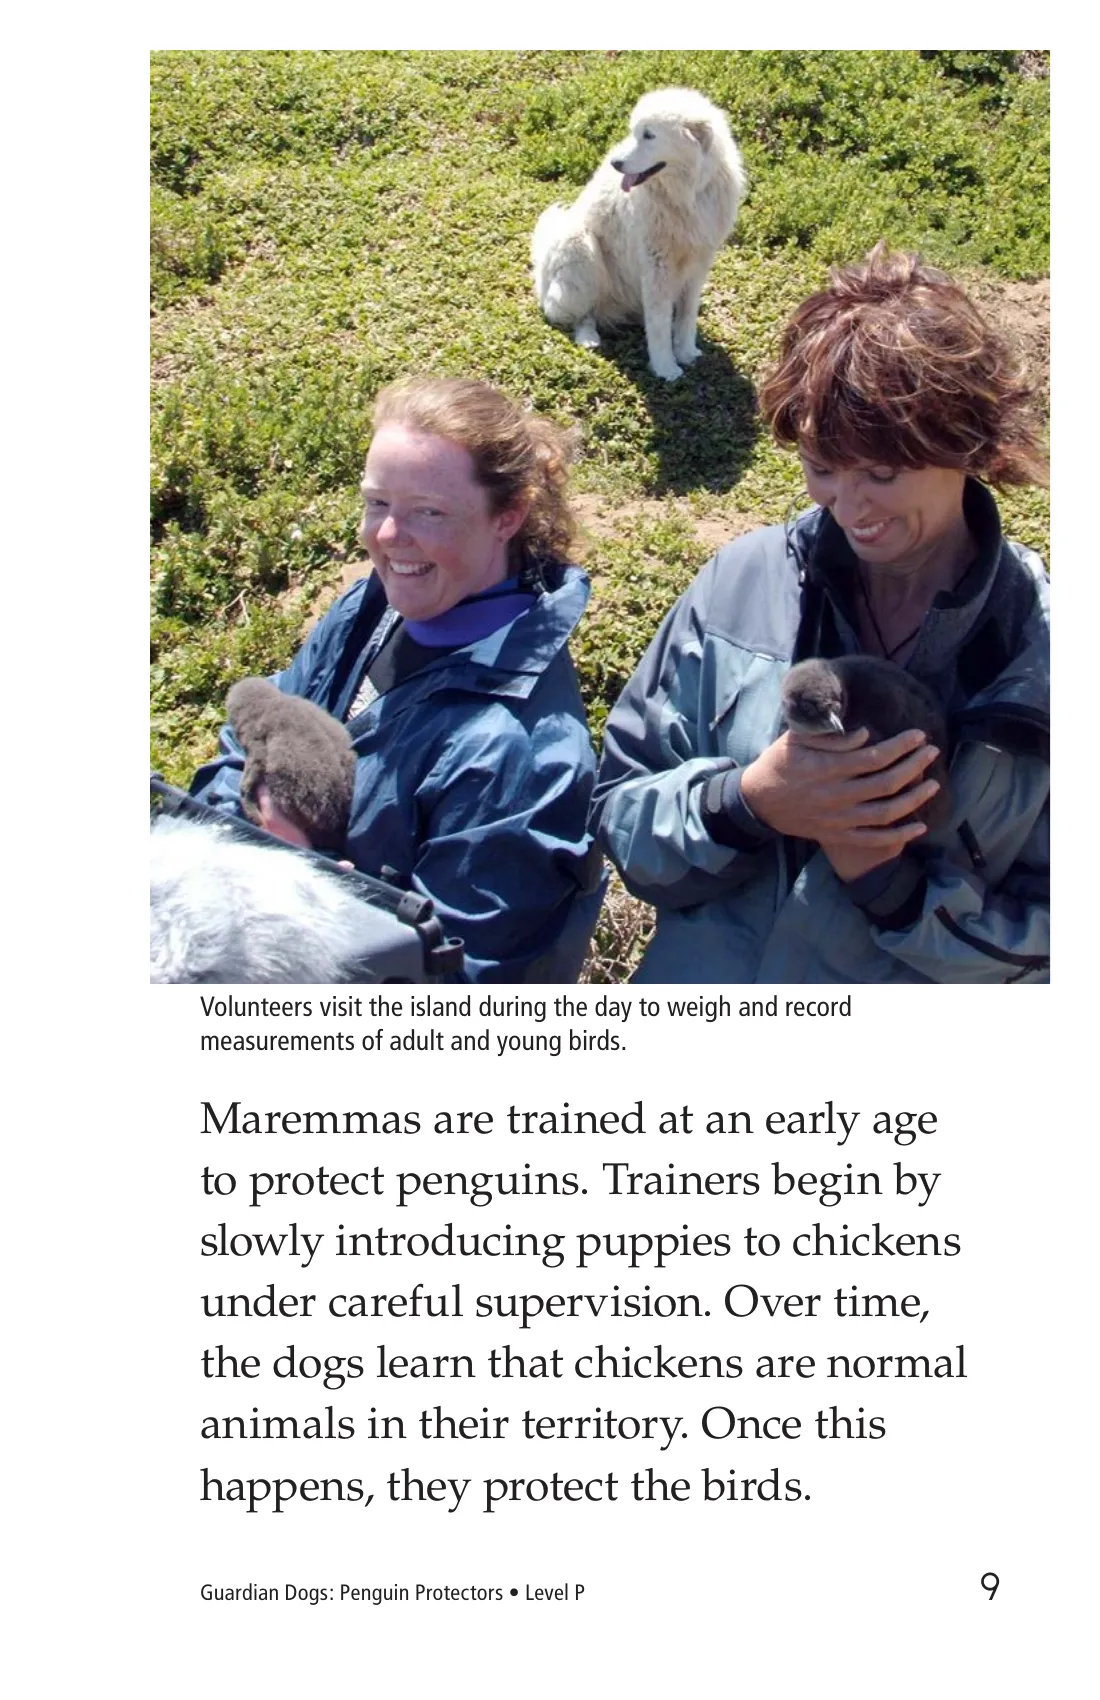 Volunteers visit the island during the day to weigh and record
measurements of adult and young birds.
Maremmas are trained at an early age
to protect penguins. Trainers begin by
slowly introducing puppies to chickens
under careful supervision. Over time,
the dogs learn that chickens are normal
animals in their territory. Once this
happens, they protect the birds.
Guardian Dogs: Penguin Protectors • Level P
9